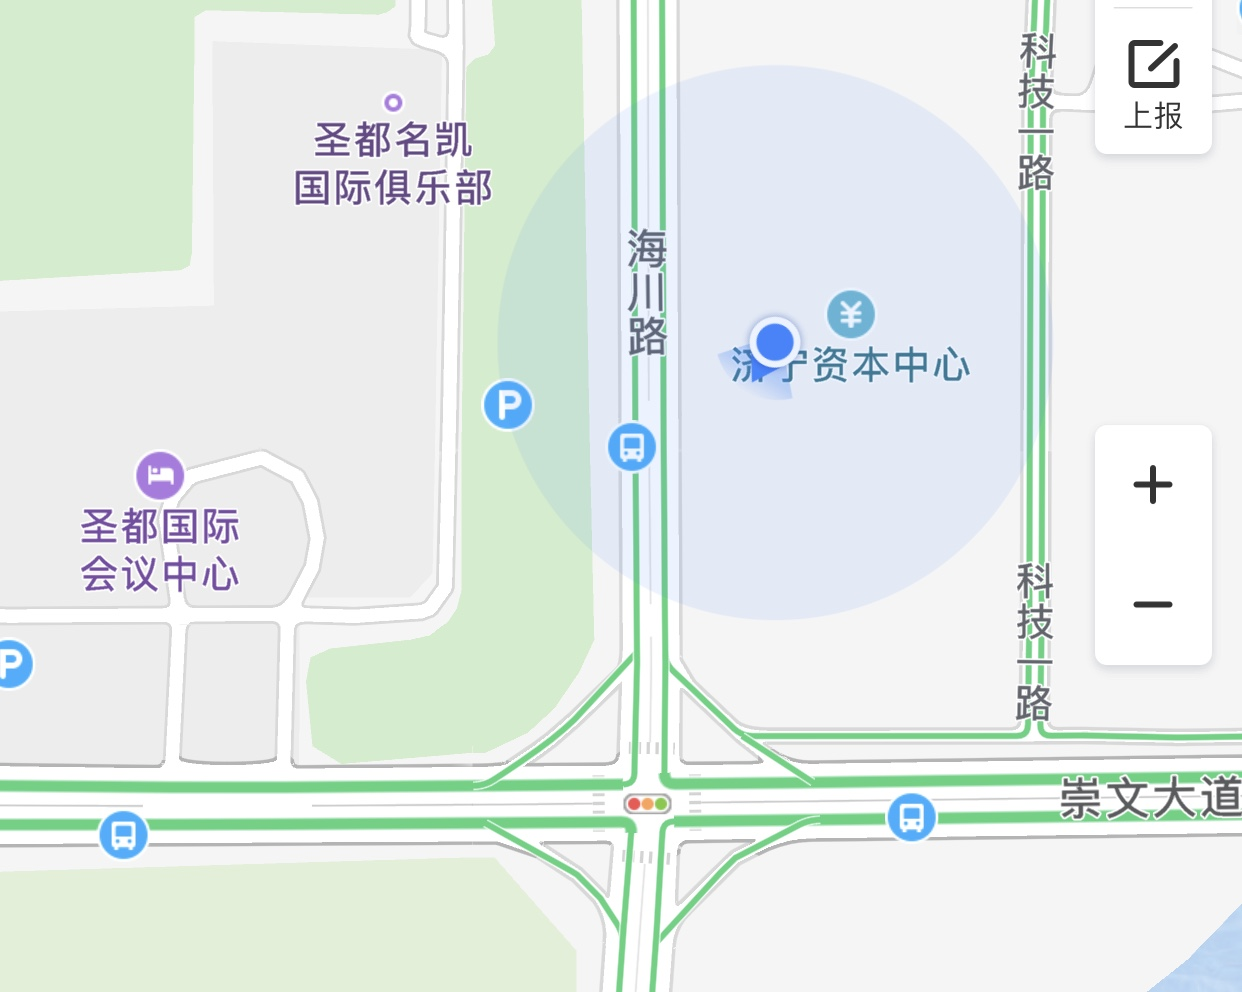 科技一路
上报
圣都名凯
国际俱乐部
海川路
¥
济宁资本中心
P
圣都国际
会议中心
科技一路
P
崇文大道